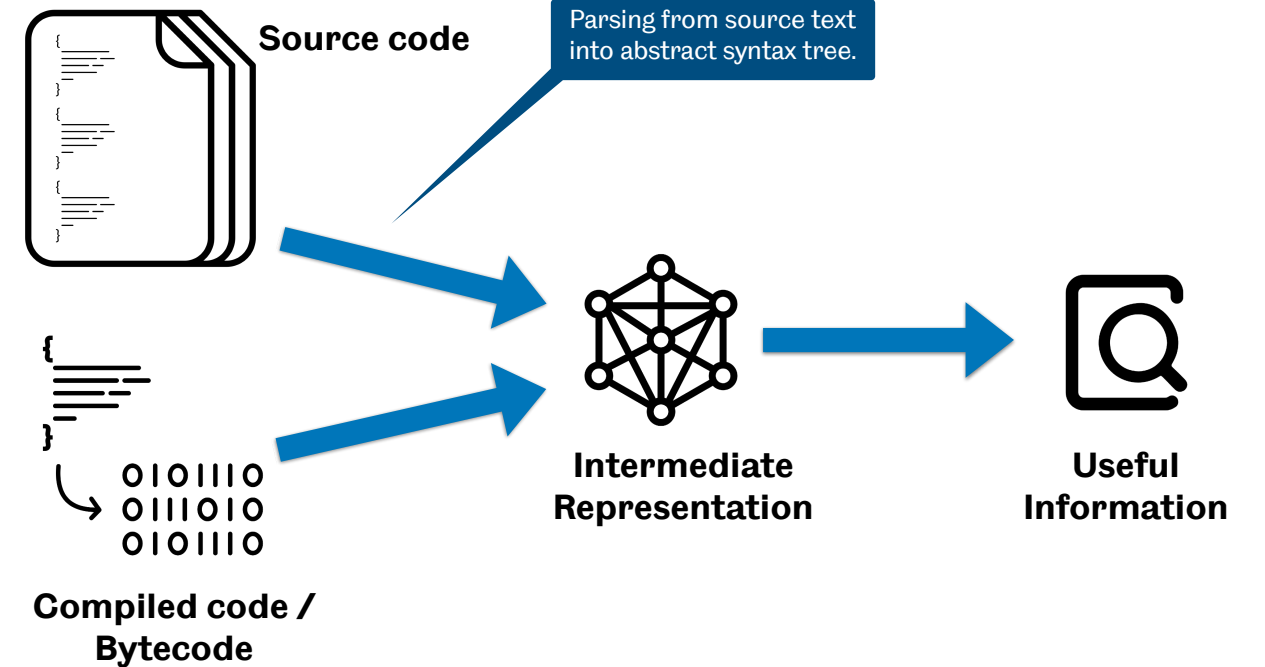 Source code
Parsing from source text
into abstract syntax tree.
{
}
{
}
{
}
{
}
0101110
0111010
0101110
Compiled code /
Bytecode
Intermediate
Representation
Useful
Information